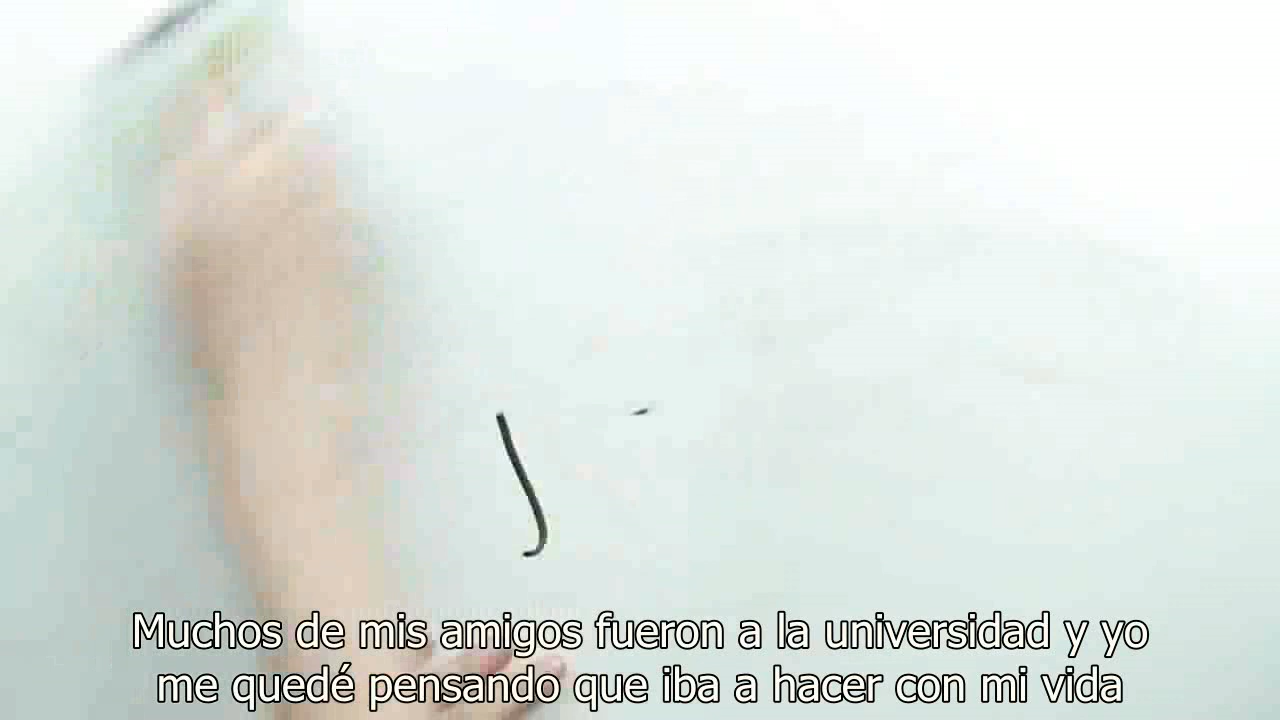 Muchos de mis amigos fueron a la universidad y yo
me quedé pensando que iba a hacer con mi vida